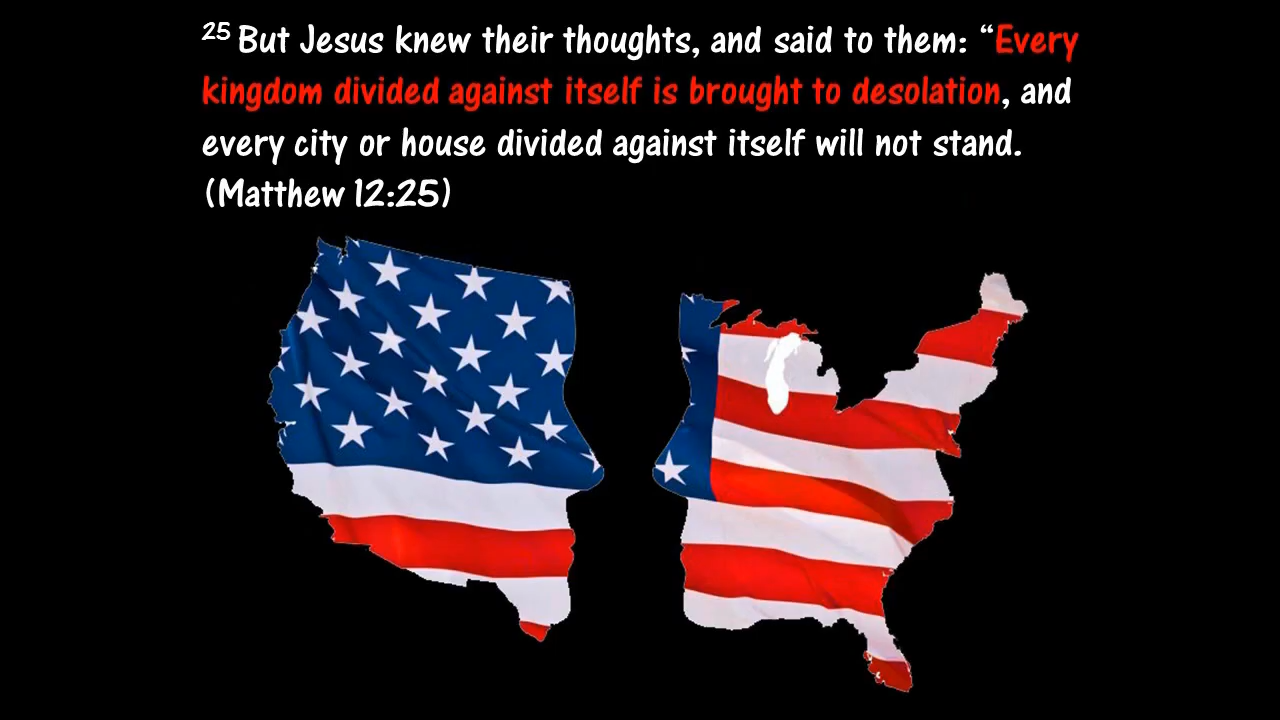 25 But Jesus knew their thoughts, and said to them: “Every
kingdom divided against itself is brought to desolation, and
every city or house divided against itself will not stand.
(Matthew 12:25)